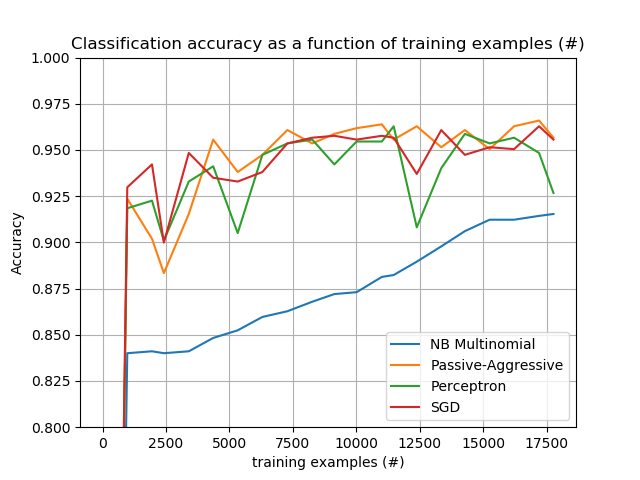 Classification accuracy as a function of training examples (#)
1.000
0.975
0.950
0.925
0.900
0.875
0.850
0.825
0.800
Accuracy
NB Multinomial
Passive-Aggressive
Perceptron
SGD
0 2500 5000 7500 10000 12500 15000 17500
training examples (#)